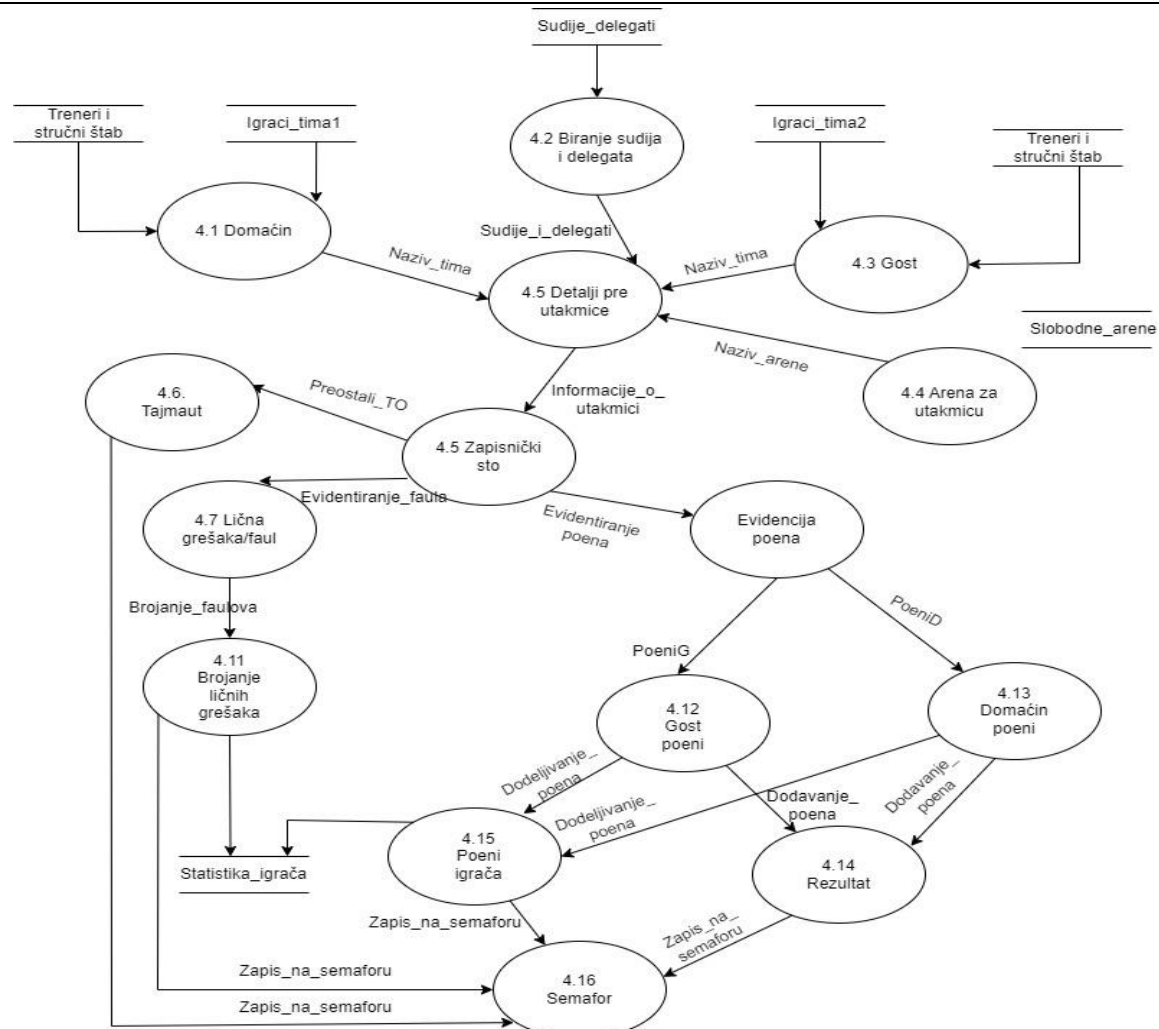 Sudije_delegati
Treneri i
stručni štab
Igraci_tima1
4.2 Biranje sudija
i delegata
Igraci_tima2
Treneri i
stručni štab
4.1 Domaćin
Sudije_i_delegati
Naziv_tima
Naziv_tima
4.3 Gost
4.5 Detalji pre
utakmice
Slobodne_arene
Naziv_arene
4.4 Arena za
utakmicu
4.6.
Tajmaut
Preostali_TO
Informacije_o_
utakmici
4.5 Zapisnički
sto
Evidentiranje_faula
4.7 Lična
grešaka/faul
Evidentiranje
poena
Evidencija
poena
Brojanje_faulova
PoeniD
PoeniG
4.11
Brojanje
ličnih
grešaka
4.12
Gost
poeni
4.13
Domaćin
poeni
Dodeljivanje_
poena
Dodeljivanje_
poena
Dodavanje_
poena
Dodavanje_
poena
4.15
Poeni
igrača
4.14
Rezultat
Statistika_igrača
Zapis_na_semaforu
Zapis_na_
semaforu
Zapis_na_semaforu
4.16
Semafor
Zapis_na_semaforu